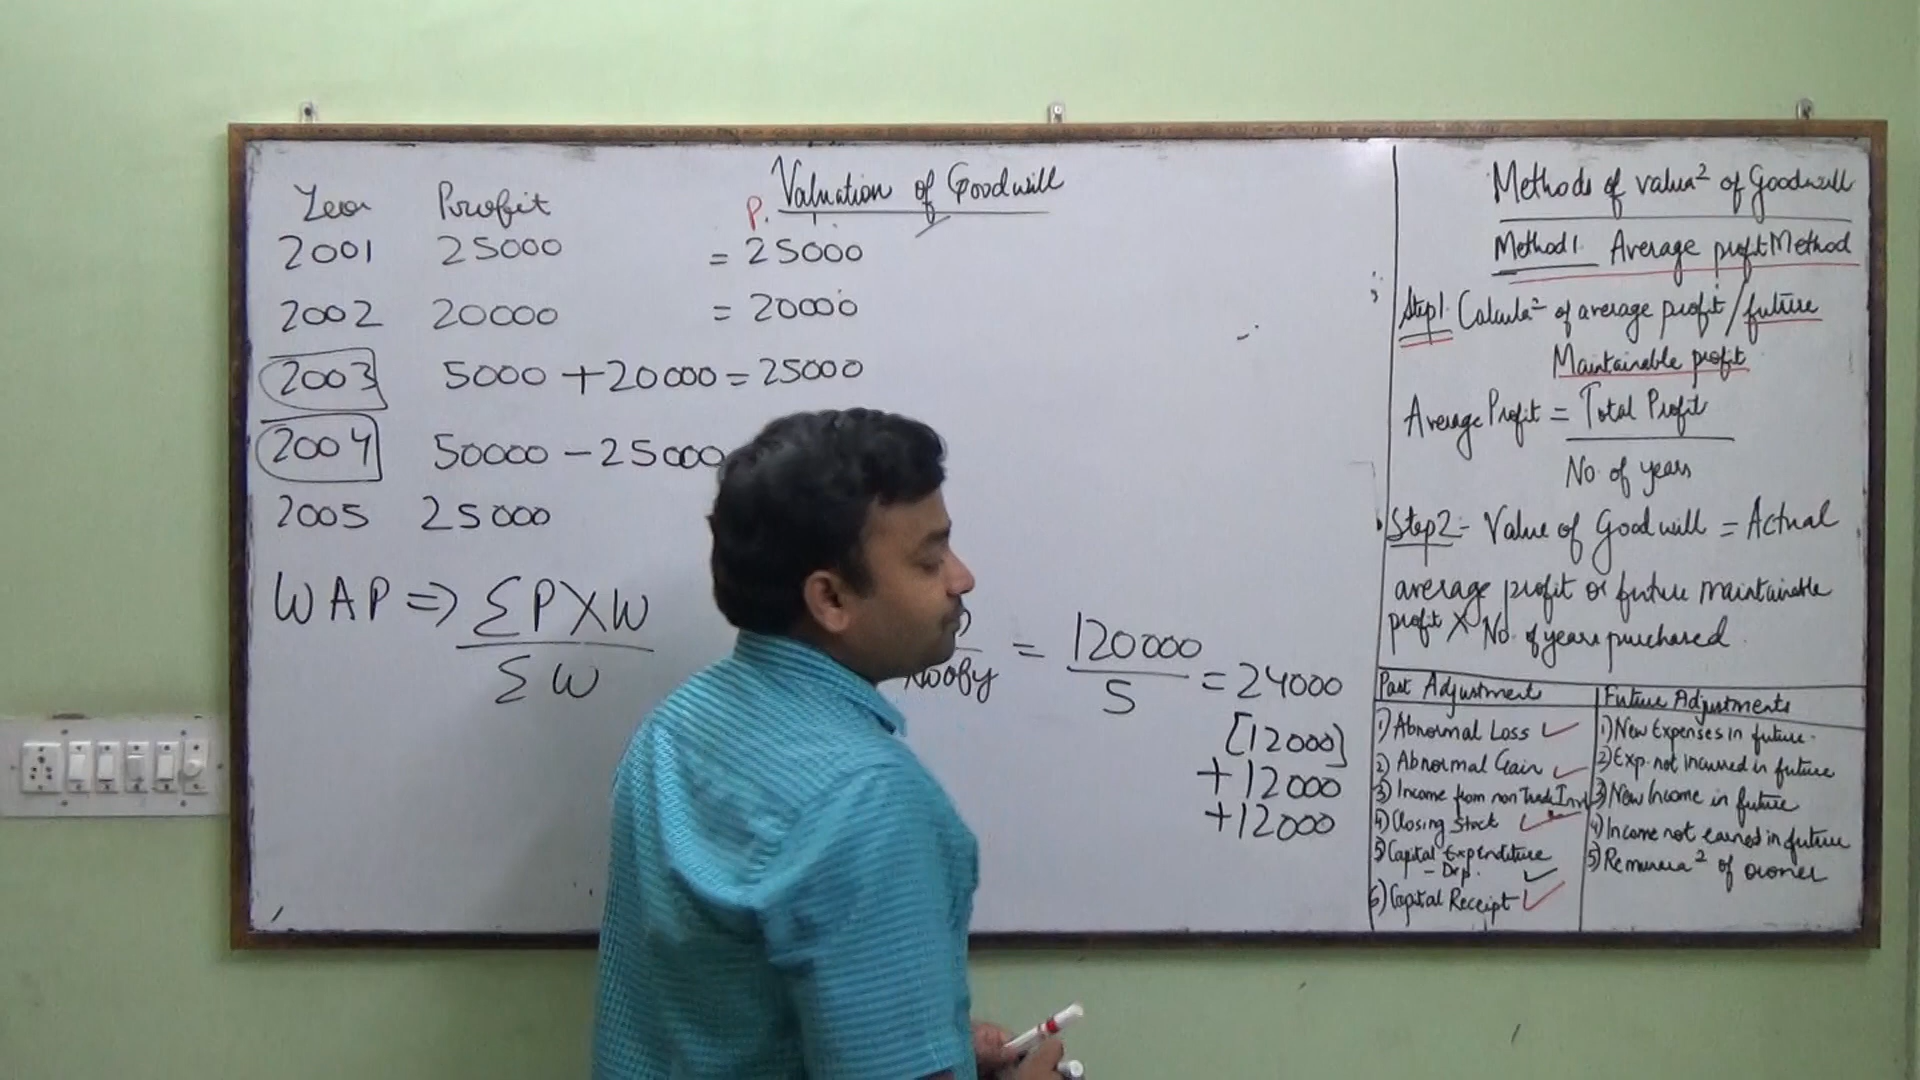 Valuation of Goodwill
Year Profit P.
2001 25000 = 25000
2002 20000 = 20000
2003 5000 + 20000 = 25000
2004 50000 - 25000
2005 25000
WAP => ΣPXW
ΣW
= 120000
5
= 24000
[12000]
+12000
+12000
Methods of value² of Goodwill
Method 1. Average profit Method
Step1. Calcula² of average profit / future
Maintainable profit
Average Profit = Total Profit
No. of years
Step2- Value of Goodwill = Actual
average profit or future maintainable
profit X No. of years purchased.
Past Adjustment
1) Abnormal Loss ✓
2) Abnormal Gain ✓
3) Income from non Trade Inv
4) Closing Stock ✓
5) Capital Expenditure
- Dep. ✓
6) Capital Receipt ✓
Future Adjustments
1) New Expenses in future.
2) Exp. not incurred in future
3) New Income in future
4) Income not earned in future
5) Remunera² of owner